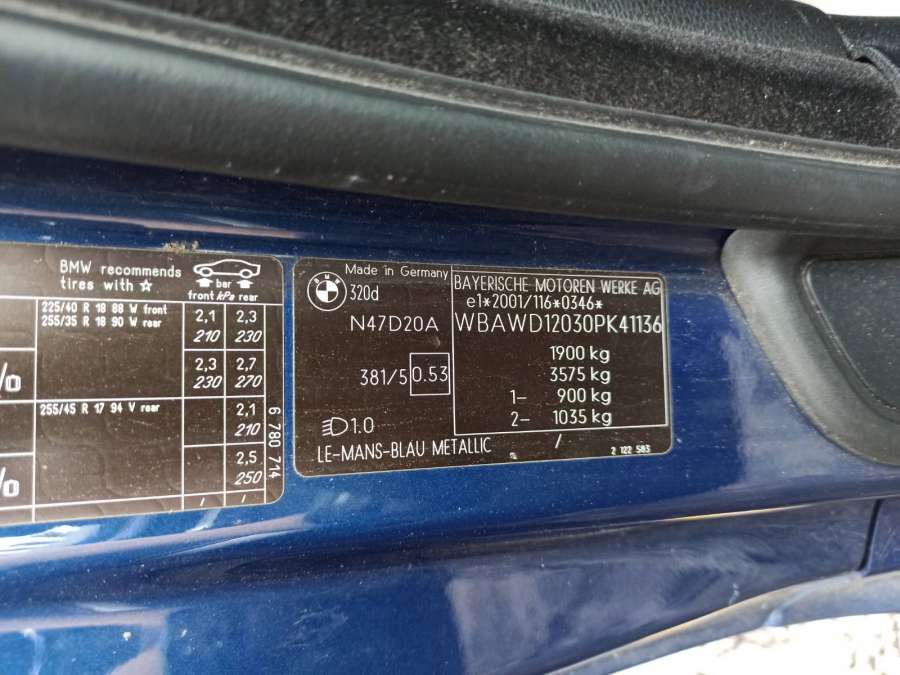 BMW recommends
tires with ☆
bar
front kPa rear
225/40 R 18 88 W front
255/35 R 18 90 W rear
2,1 2,3
210 230
%
2,3 2,7
230 270
255/45 R 17 94 V rear
2,1
210
%
2,5
250
/ /
6 780 714
Made in Germany
BMW
320d
N47D20A
381/5 0.53
1.0
LE-MANS-BLAU METALLIC
BAYERISCHE MOTOREN WERKE AG
e1*2001/116*0346*
WBAWD12030PK41136
1900 kg
3575 kg
1- 900 kg
2- 1035 kg
/
2 122 583